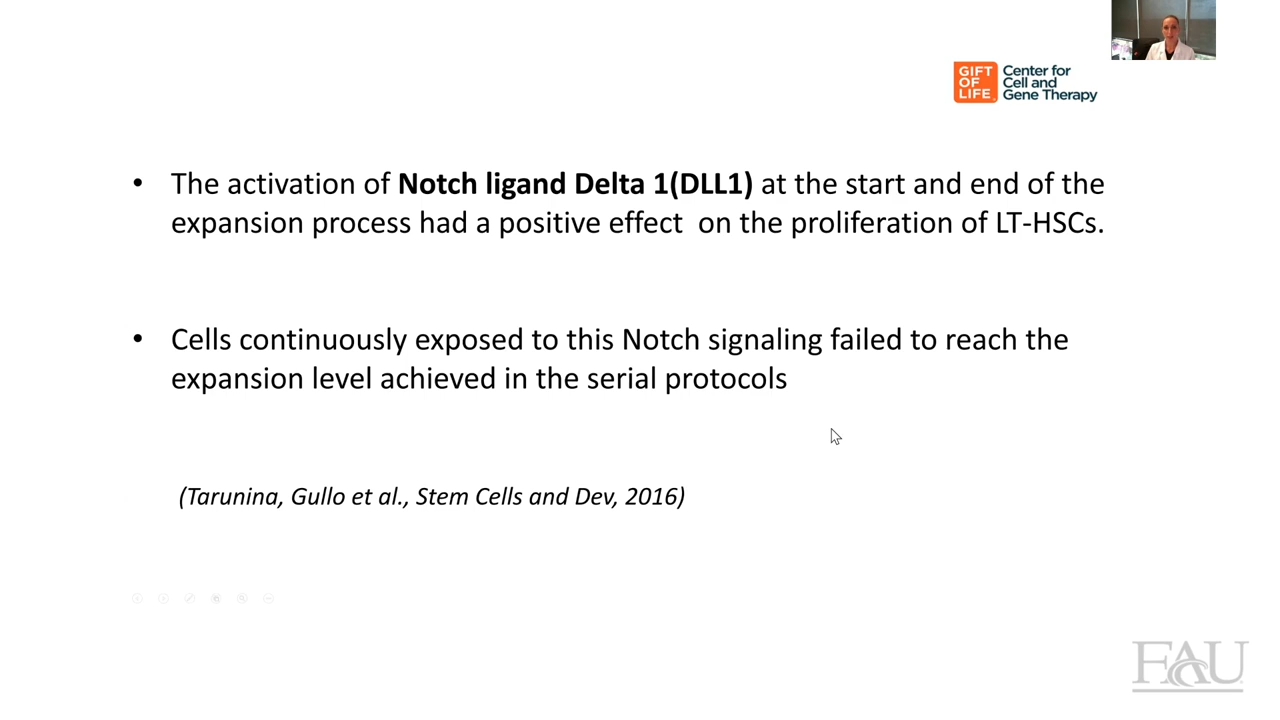 GIFT
OF
LIFE
Center for
Cell and
Gene Therapy
• The activation of Notch ligand Delta 1(DLL1) at the start and end of the
expansion process had a positive effect  on the proliferation of LT-HSCs.
• Cells continuously exposed to this Notch signaling failed to reach the
expansion level achieved in the serial protocols
(Tarunina, Gullo et al., Stem Cells and Dev, 2016)
FAU